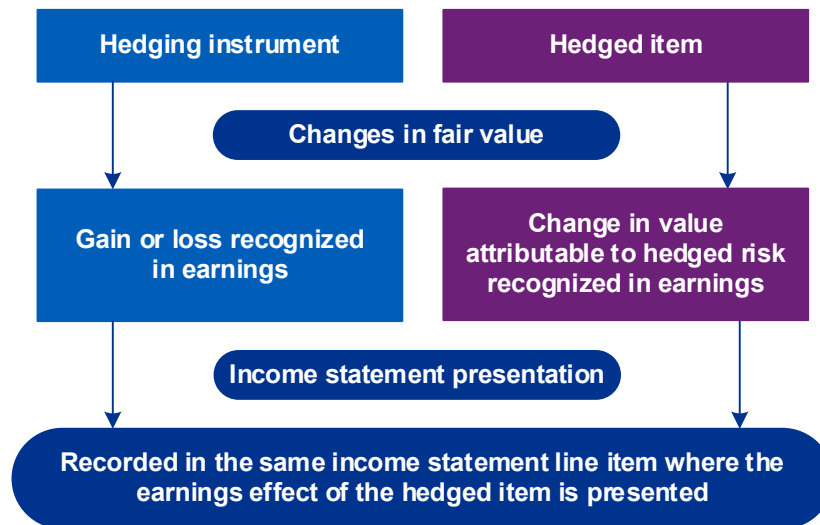 Hedging instrument
Hedged item
Changes in fair value
Gain or loss recognized
in earnings
Change in value
attributable to hedged risk
recognized in earnings
Income statement presentation
Recorded in the same income statement line item where the
earnings effect of the hedged item is presented